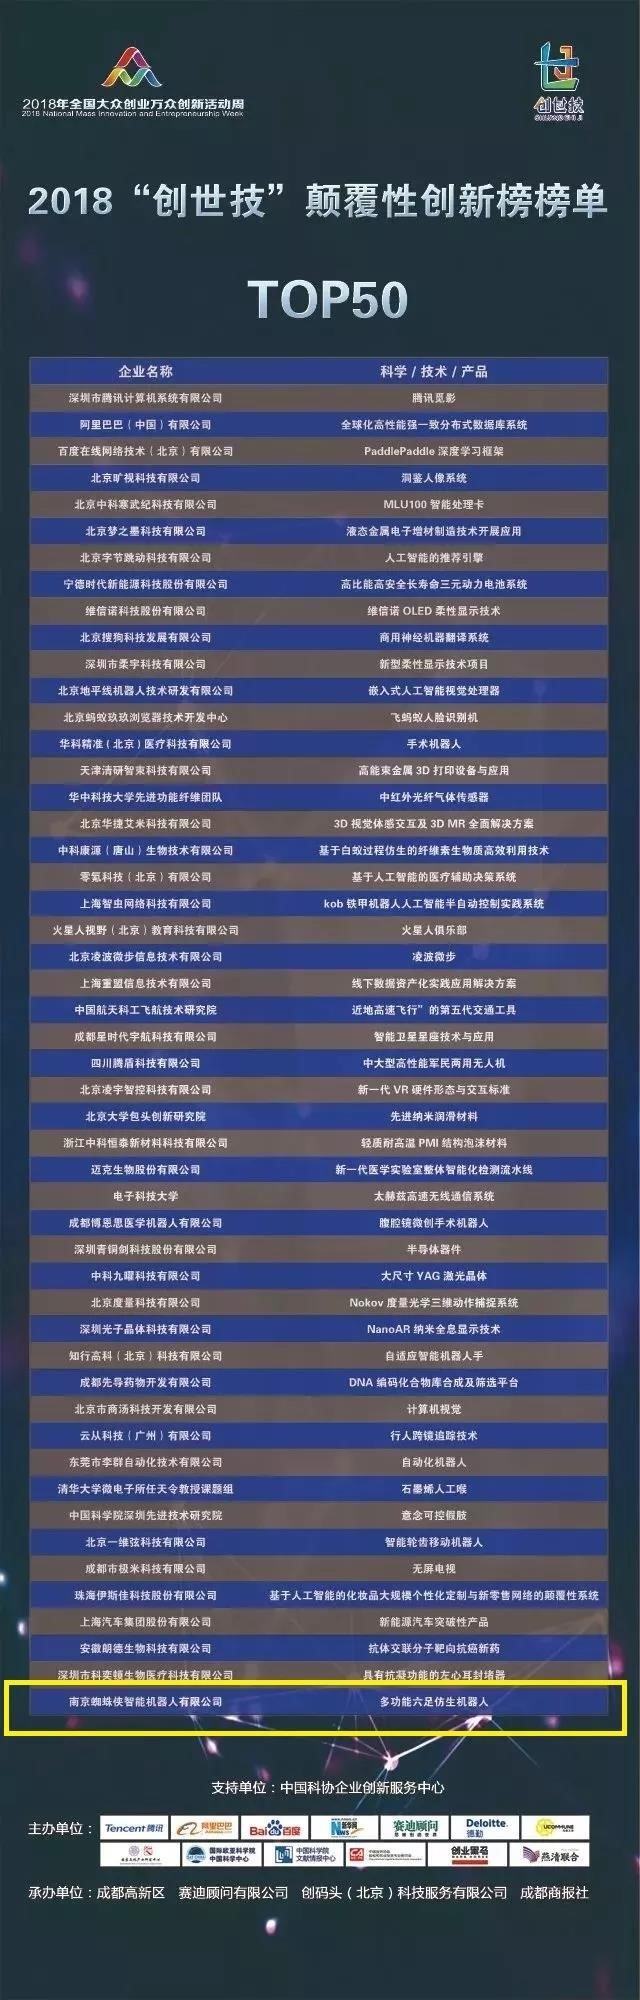 2018年全国大众创业万众创新活动周
2018 National Mass Innovation and Entrepreneurship Week
创世技
2018“创世技”颠覆性创新榜榜单
TOP50
企业名称 科学/技术/产品
深圳市腾讯计算机系统有限公司 腾讯觅影
阿里巴巴（中国）有限公司 全球化高性能强一致分布式数据库系统
百度在线网络技术（北京）有限公司 PaddlePaddle 深度学习框架
北京旷视科技有限公司 洞鉴人像系统
北京中科寒武纪科技有限公司 MLU100 智能处理卡
北京梦之墨科技有限公司 液态金属电子增材制造技术开展应用
北京字节跳动科技有限公司 人工智能的推荐引擎
宁德时代新能源科技股份有限公司 高比能高安全长寿命三元动力电池系统
维信诺科技股份有限公司 维信诺 OLED 柔性显示技术
北京搜狗科技发展有限公司 商用神经机器翻译系统
深圳市柔宇科技有限公司 新型柔性显示技术项目
北京地平线机器人技术研发有限公司 嵌入式人工智能视觉处理器
北京蚂蚁玖玖浏览器技术开发中心 飞蚂蚁人脸识别机
华科精准（北京）医疗科技有限公司 手术机器人
天津清研智束科技有限公司 高能束金属 3D 打印设备与应用
华中科技大学先进功能纤维团队 中红外光纤气体传感器
北京华捷艾米科技有限公司 3D 视觉体感交互及 3D MR 全面解决方案
中科康源（唐山）生物技术有限公司 基于白蚁过程仿生的纤维素生物质高效利用技术
零氪科技（北京）有限公司 基于人工智能的医疗辅助决策系统
上海智虫网络科技有限公司 kob 铁甲机器人人工智能半自动控制实践系统
火星人视野（北京）教育科技有限公司 火星人俱乐部
北京凌波微步信息技术有限公司 凌波微步
上海重盟信息技术有限公司 线下数据资产化实践应用解决方案
中国航天科工飞航技术研究院 近地高速飞行”的第五代交通工具
成都星时代宇航科技有限公司 智能卫星星座技术与应用
四川腾盾科技有限公司 中大型高性能军民两用无人机
北京凌宇智控科技有限公司 新一代 VR 硬件形态与交互标准
北京大学包头创新研究院 先进纳米润滑材料
浙江中科恒泰新材料科技有限公司 轻质耐高温 PMI 结构泡沫材料
迈克生物股份有限公司 新一代医学实验室整体智能化检测流水线
电子科技大学 太赫兹高速无线通信系统
成都博恩思医学机器人有限公司 腹腔镜微创手术机器人
深圳青铜剑科技股份有限公司 半导体器件
中科九曜科技有限公司 大尺寸 YAG 激光晶体
北京度量科技有限公司 Nokov 度量光学三维动作捕捉系统
深圳光子晶体科技有限公司 NanoAR 纳米全息显示技术
知行高科（北京）科技有限公司 自适应智能机器人手
成都先导药物开发有限公司 DNA 编码化合物库合成及筛选平台
北京市商汤科技开发有限公司 计算机视觉
云从科技（广州）有限公司 行人跨镜追踪技术
东莞市李群自动化技术有限公司 自动化机器人
清华大学微电子所任天令教授课题组 石墨烯人工喉
中国科学院深圳先进技术研究院 意念可控假肢
北京一维弦科技有限公司 智能轮齿移动机器人
成都市极米科技有限公司 无屏电视
珠海伊斯佳科技股份有限公司 基于人工智能的化妆品大规模个性化定制与新零售网络的颠覆性系统
上海汽车集团股份有限公司 新能源汽车突破性产品
安徽朗德生物科技有限公司 抗体交联分子靶向抗癌新药
深圳市科奕顿生物医疗科技有限公司 具有抗凝功能的左心耳封堵器
南京蜘蛛侠智能机器人有限公司 多功能六足仿生机器人
支持单位：中国科协企业创新服务中心
主办单位： Tencent 腾讯 阿里巴巴 Baidu 百度 新华网 赛迪顾问 Deloitte. 德勤 UCOMMUNE
国际欧亚科学院 中国科学中心 中国科学院 文献情报中心 创业黑马 燕清联合
承办单位：成都高新区 赛迪顾问有限公司 创码头（北京）科技服务有限公司 成都商报社